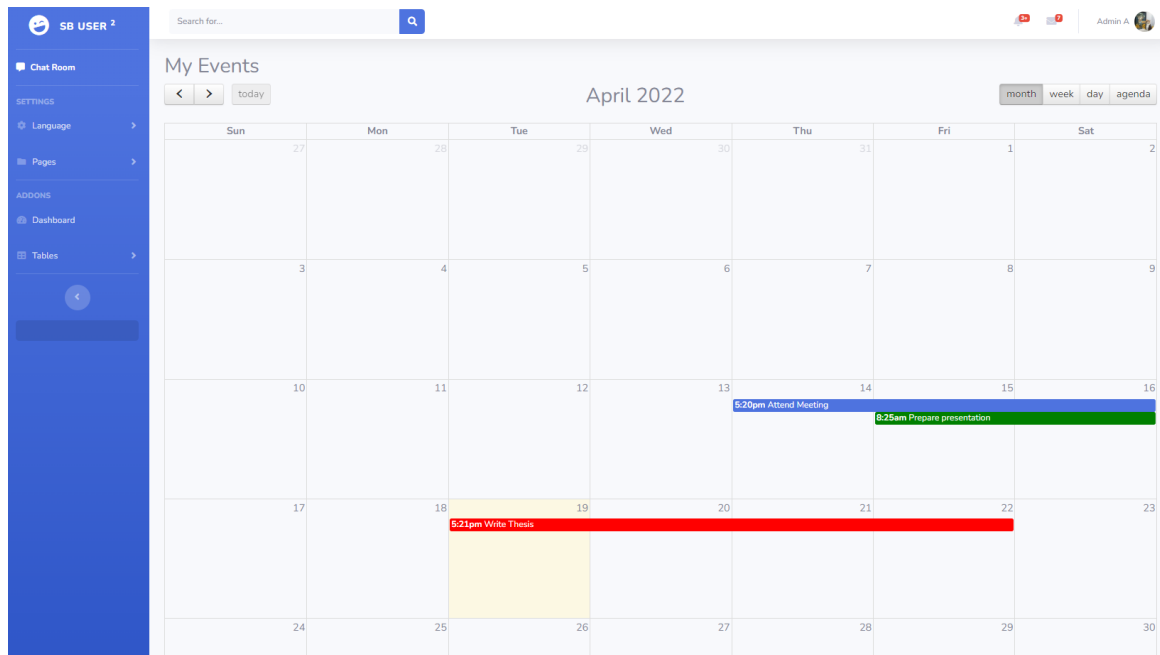 SB USER 2
Chat Room
SETTINGS
Language
Pages
ADDONS
Dashboard
Tables
Search for...
3+
7
Admin A
My Events
today
April 2022
month week day agenda
Sun Mon Tue Wed Thu Fri Sat
27 28 29 30 31 1 2
3 4 5 6 7 8 9
10 11 12 13 14 15 16
5:20pm Attend Meeting
8:25am Prepare presentation
17 18 19 20 21 22 23
5:21pm Write Thesis
24 25 26 27 28 29 30